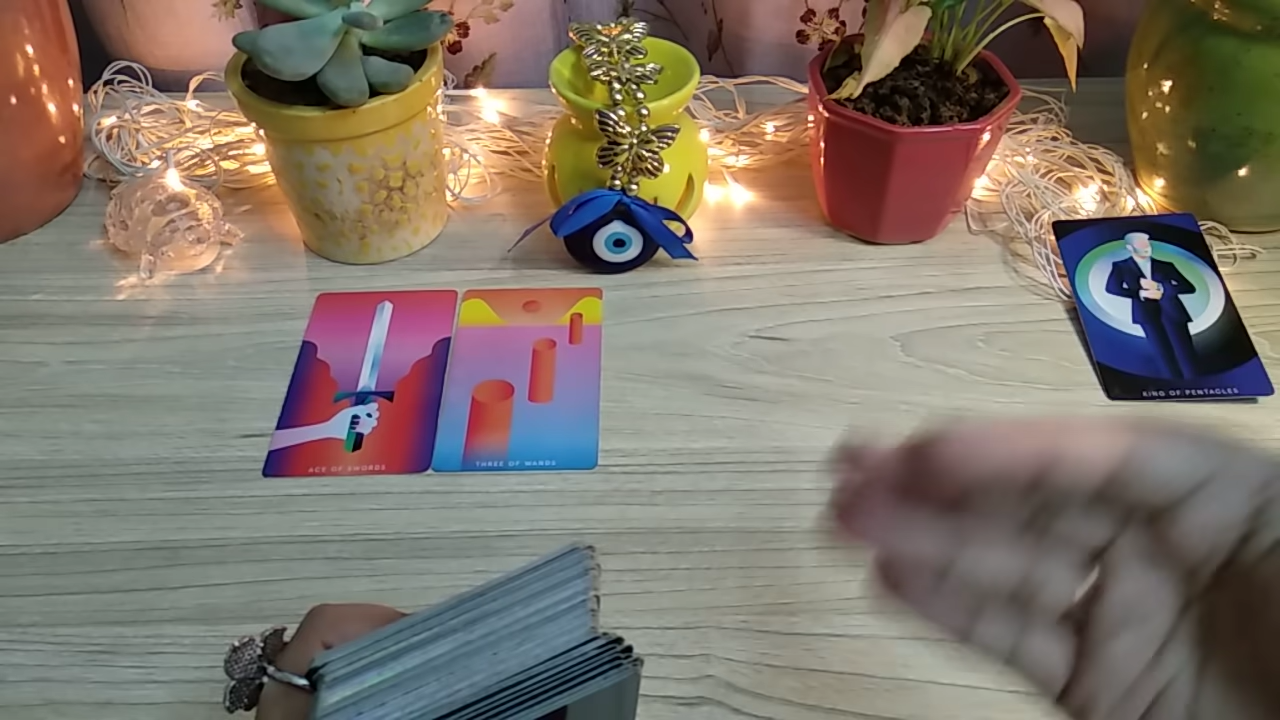 ACE OF SWORDS
THREE OF WANDS
KING OF PENTACLES